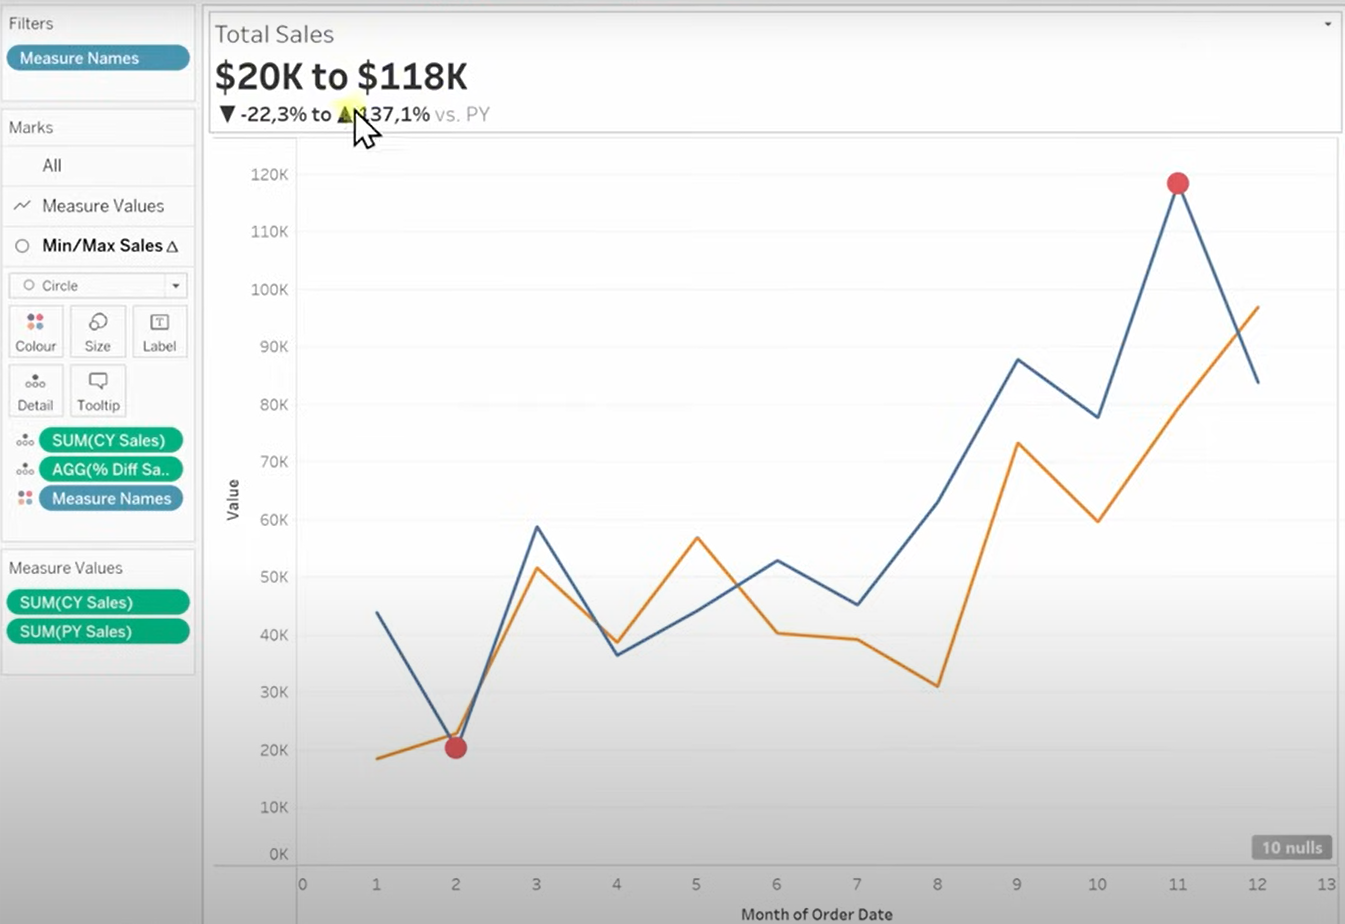 Filters
Measure Names
Marks
All
Measure Values
Min/Max Sales △
Circle
Colour Size Label
Detail Tooltip
SUM(CY Sales)
AGG(% Diff Sa..
Measure Names
Measure Values
SUM(CY Sales)
SUM(PY Sales)
Total Sales
$20K to $118K
▼ -22,3% to ▲ 137,1% vs. PY
120K
110K
100K
90K
80K
70K
60K
50K
40K
30K
20K
10K
0K
Value
10 nulls
0 1 2 3 4 5 6 7 8 9 10 11 12 13
Month of Order Date